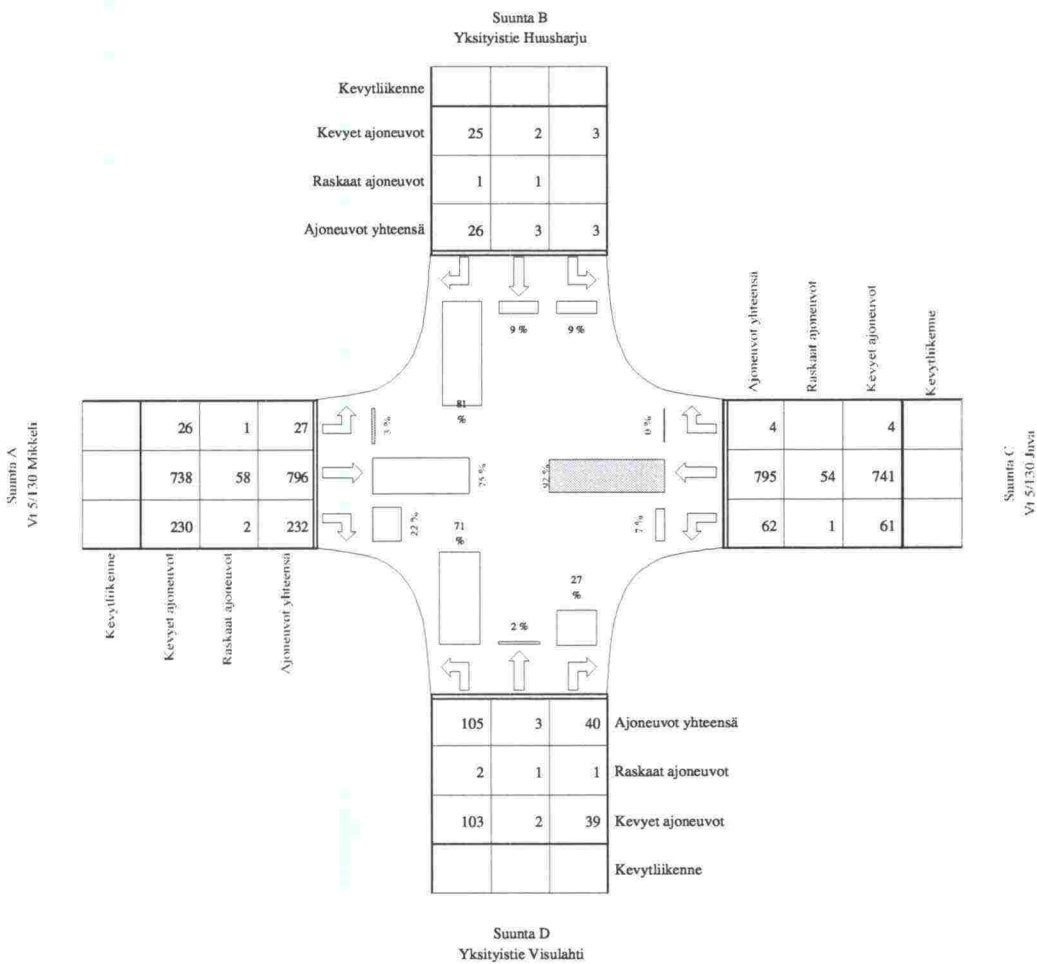 Suunta B
Yksityistie Huusharju
Kevytliikenne
Kevyet ajoneuvot 25 2 3
Raskaat ajoneuvot 1 1
Ajoneuvot yhteensä 26 3 3
9 % 9 %
81 %
Suunta A
Vt 5/130 Mikkeli
26 1 27
738 58 796
230 2 232
Kevytliikenne
Kevyet ajoneuvot
Raskaat ajoneuvot
Ajoneuvot yhteensä
3 %
75 %
22 %
Ajoneuvot yhteensä
Raskaat ajoneuvot
Kevyet ajoneuvot
Kevytliikenne
4 4
795 54 741
62 1 61
0 %
92 %
7 %
Suunta C
Vt 5/130 Juva
71 %
2 %
27 %
105 3 40 Ajoneuvot yhteensä
2 1 1 Raskaat ajoneuvot
103 2 39 Kevyet ajoneuvot
Kevytliikenne
Suunta D
Yksityistie Visulahti